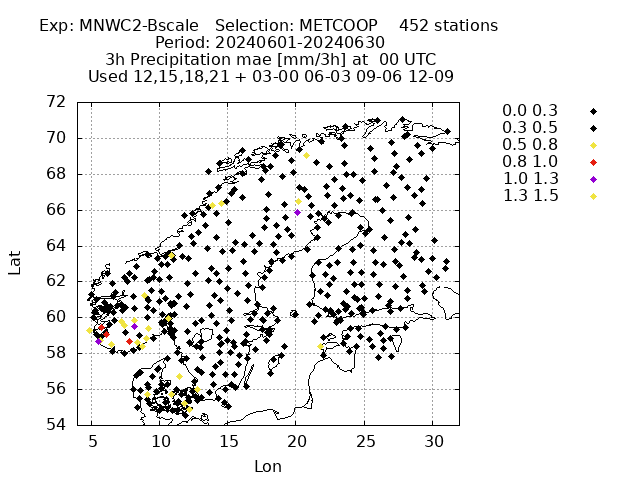 Exp: MNWC2-Bscale   Selection: METCOOP    452 stations
Period: 20240601-20240630
3h Precipitation mae [mm/3h] at  00 UTC
Used 12,15,18,21 + 03-00 06-03 09-06 12-09
0.0 0.3
0.3 0.5
0.5 0.8
0.8 1.0
1.0 1.3
1.3 1.5
72
70
68
66
64
62
60
58
56
54
Lat
5 10 15 20 25 30
Lon